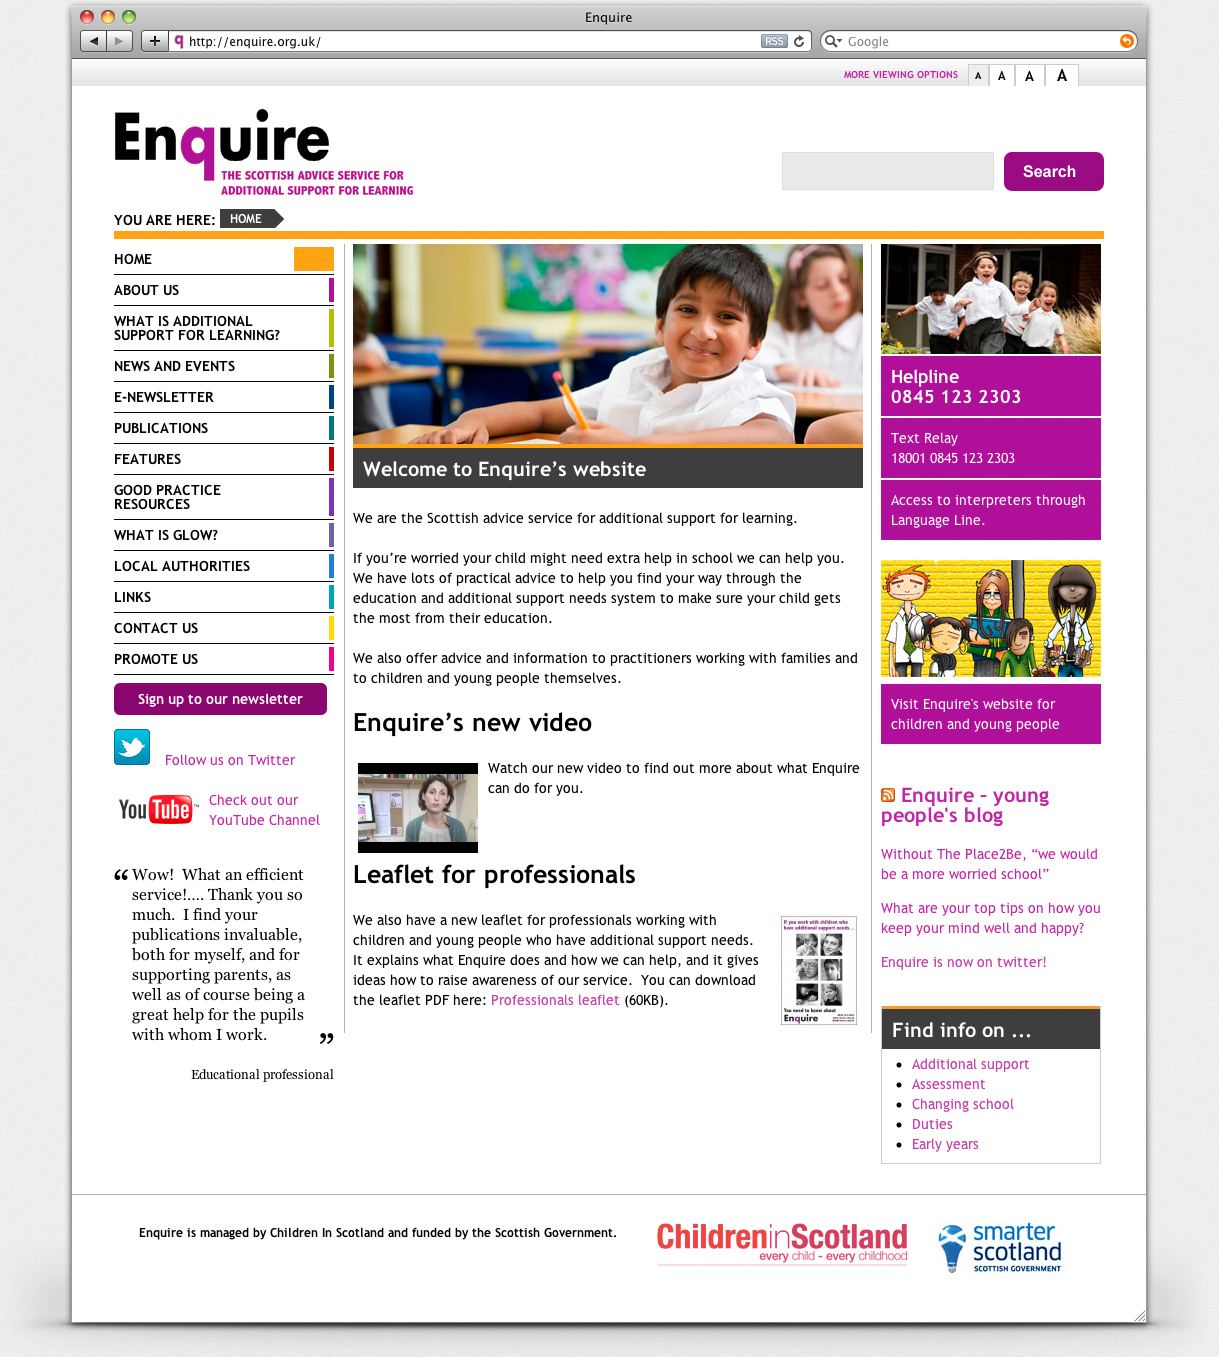 Enquire
http://enquire.org.uk/
RSS
Google
MORE VIEWING OPTIONS
A A A A
Enquire
THE SCOTTISH ADVICE SERVICE FOR
ADDITIONAL SUPPORT FOR LEARNING
Search
YOU ARE HERE: HOME
HOME
ABOUT US
WHAT IS ADDITIONAL
SUPPORT FOR LEARNING?
NEWS AND EVENTS
E-NEWSLETTER
PUBLICATIONS
FEATURES
GOOD PRACTICE
RESOURCES
WHAT IS GLOW?
LOCAL AUTHORITIES
LINKS
CONTACT US
PROMOTE US
Sign up to our newsletter
Follow us on Twitter
YouTube
Check out our
YouTube Channel
“ Wow!  What an efficient
service!…. Thank you so
much.  I find your
publications invaluable,
both for myself, and for
supporting parents, as
well as of course being a
great help for the pupils
with whom I work. ”
Educational professional
Welcome to Enquire’s website
We are the Scottish advice service for additional support for learning.
If you’re worried your child might need extra help in school we can help you.
We have lots of practical advice to help you find your way through the
education and additional support needs system to make sure your child gets
the most from their education.
We also offer advice and information to practitioners working with families and
to children and young people themselves.
Enquire’s new video
Watch our new video to find out more about what Enquire
can do for you.
Leaflet for professionals
We also have a new leaflet for professionals working with
children and young people who have additional support needs.
It explains what Enquire does and how we can help, and it gives
ideas how to raise awareness of our service.  You can download
the leaflet PDF here: Professionals leaflet (60KB).
If you work with children who
have additional support needs...
You need to know about
Enquire
Helpline
0845 123 2303
Text Relay
18001 0845 123 2303
Access to interpreters through
Language Line.
Visit Enquire's website for
children and young people
Enquire - young
people's blog
Without The Place2Be, “we would
be a more worried school”
What are your top tips on how you
keep your mind well and happy?
Enquire is now on twitter!
Find info on ...
Additional support
Assessment
Changing school
Duties
Early years
Enquire is managed by Children In Scotland and funded by the Scottish Government.
ChildreninScotland
every child - every childhood
smarter
scotland
SCOTTISH GOVERNMENT